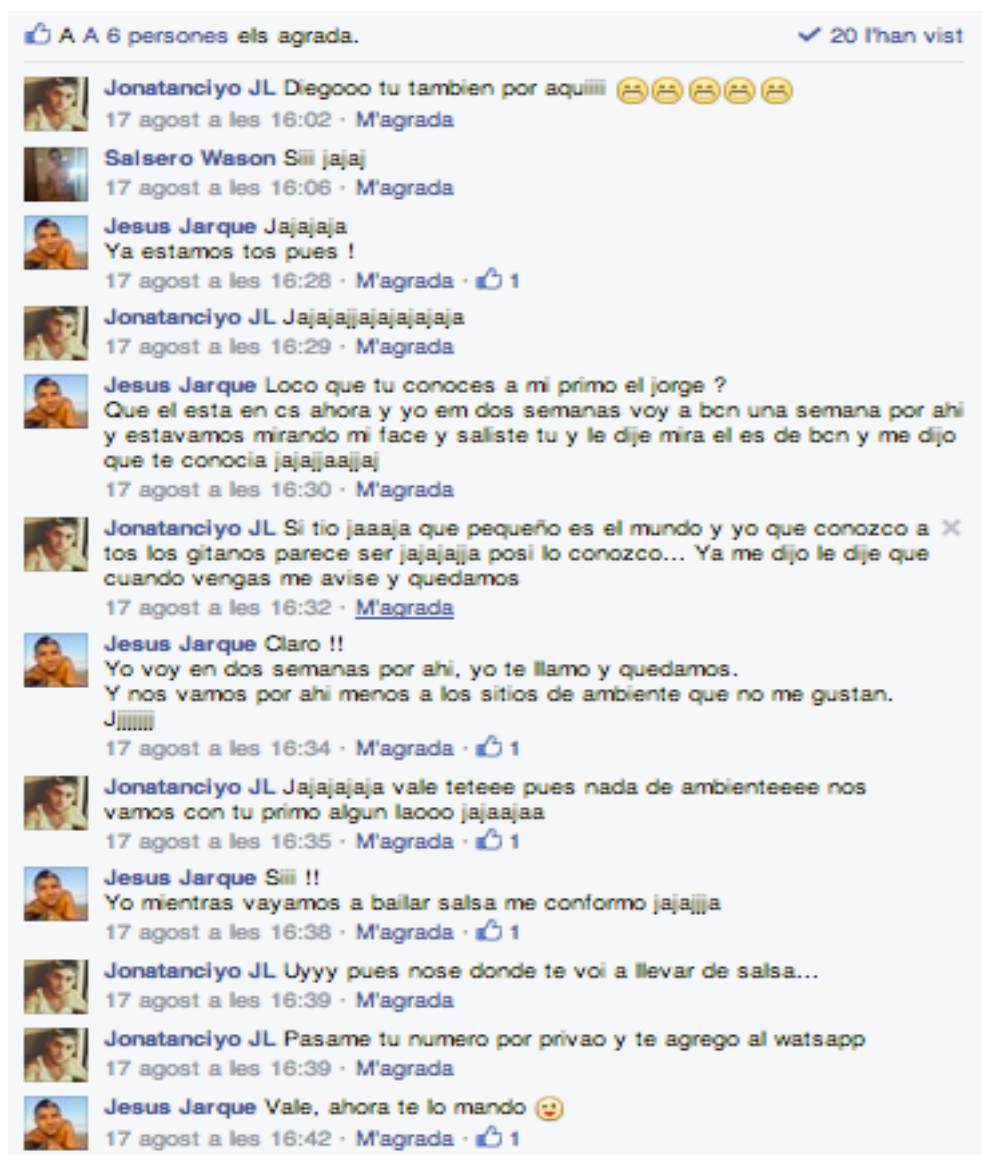 A A 6 persones els agrada. 20 l'han vist
Jonatanciyo JL Diegooo tu tambien por aquiiii
17 agost a les 16:02 · M'agrada
Salsero Wason Siii jajaj
17 agost a les 16:06 · M'agrada
Jesus Jarque Jajajaja
Ya estamos tos pues !
17 agost a les 16:28 · M'agrada · 1
Jonatanciyo JL Jajajajjajajajajaja
17 agost a les 16:29 · M'agrada
Jesus Jarque Loco que tu conoces a mi primo el jorge ?
Que el esta en cs ahora y yo em dos semanas voy a bcn una semana por ahi
y estavamos mirando mi face y saliste tu y le dije mira el es de bcn y me dijo
que te conocia jajajjaajjaj
17 agost a les 16:30 · M'agrada
Jonatanciyo JL Si tio jaaaja que pequeño es el mundo y yo que conozco a
tos los gitanos parece ser jajajajja posi lo conozco... Ya me dijo le dije que
cuando vengas me avise y quedamos
17 agost a les 16:32 · M'agrada
Jesus Jarque Claro !!
Yo voy en dos semanas por ahi, yo te llamo y quedamos.
Y nos vamos por ahi menos a los sitios de ambiente que no me gustan.
Jjjjjjjj
17 agost a les 16:34 · M'agrada · 1
Jonatanciyo JL Jajajajaja vale teteee pues nada de ambienteeee nos
vamos con tu primo algun laooo jajaajaa
17 agost a les 16:35 · M'agrada · 1
Jesus Jarque Siii !!
Yo mientras vayamos a bailar salsa me conformo jajajjja
17 agost a les 16:38 · M'agrada · 1
Jonatanciyo JL Uyyy pues nose donde te voi a llevar de salsa...
17 agost a les 16:39 · M'agrada
Jonatanciyo JL Pasame tu numero por privao y te agrego al watsapp
17 agost a les 16:39 · M'agrada
Jesus Jarque Vale, ahora te lo mando
17 agost a les 16:42 · M'agrada · 1